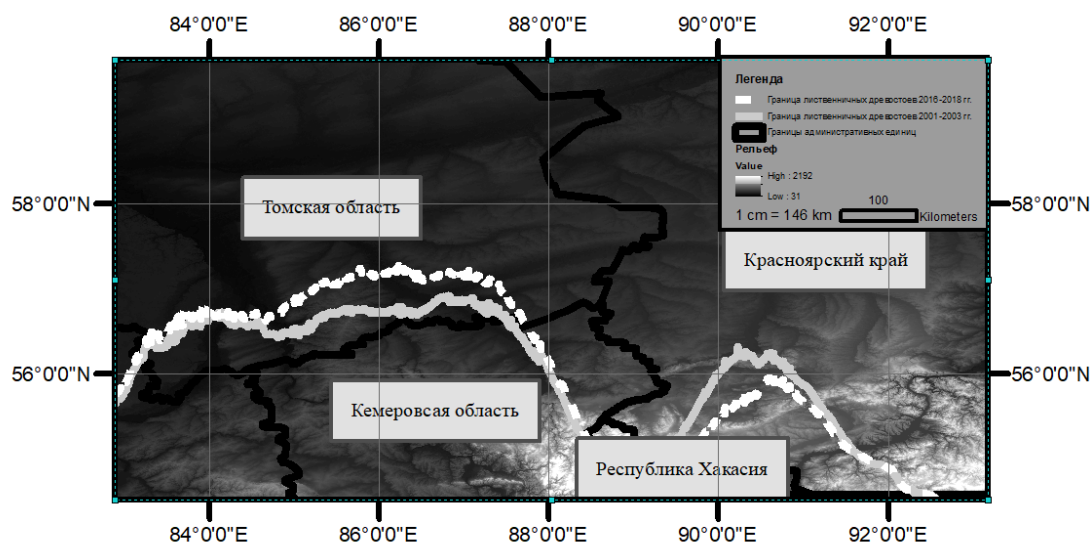 84°0'0"E 86°0'0"E 88°0'0"E 90°0'0"E 92°0'0"E
Легенда
Граница лиственничных древостоев 2016-2018 гг.
Граница лиственничных древостоев 2001-2003 гг.
Границы административных единиц
Рельеф
Value
High : 2192
Low : 31
100
1 cm = 146 km Kilometers
58°0'0"N 58°0'0"N
Томская область
Красноярский край
56°0'0"N 56°0'0"N
Кемеровсая область
Республика Хакасия
84°0'0"E 86°0'0"E 88°0'0"E 90°0'0"E 92°0'0"E